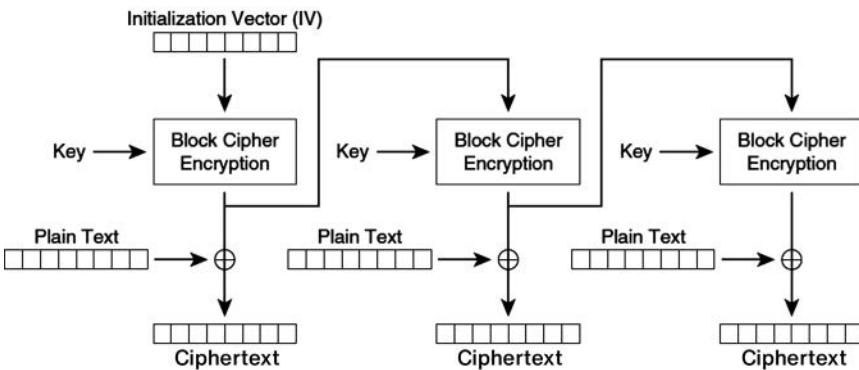 Initialization Vector (IV)
Key
Block Cipher
Encryption
Key
Block Cipher
Encryption
Key
Block Cipher
Encryption
Plain Text
Plain Text
Plain Text
Ciphertext
Ciphertext
Ciphertext